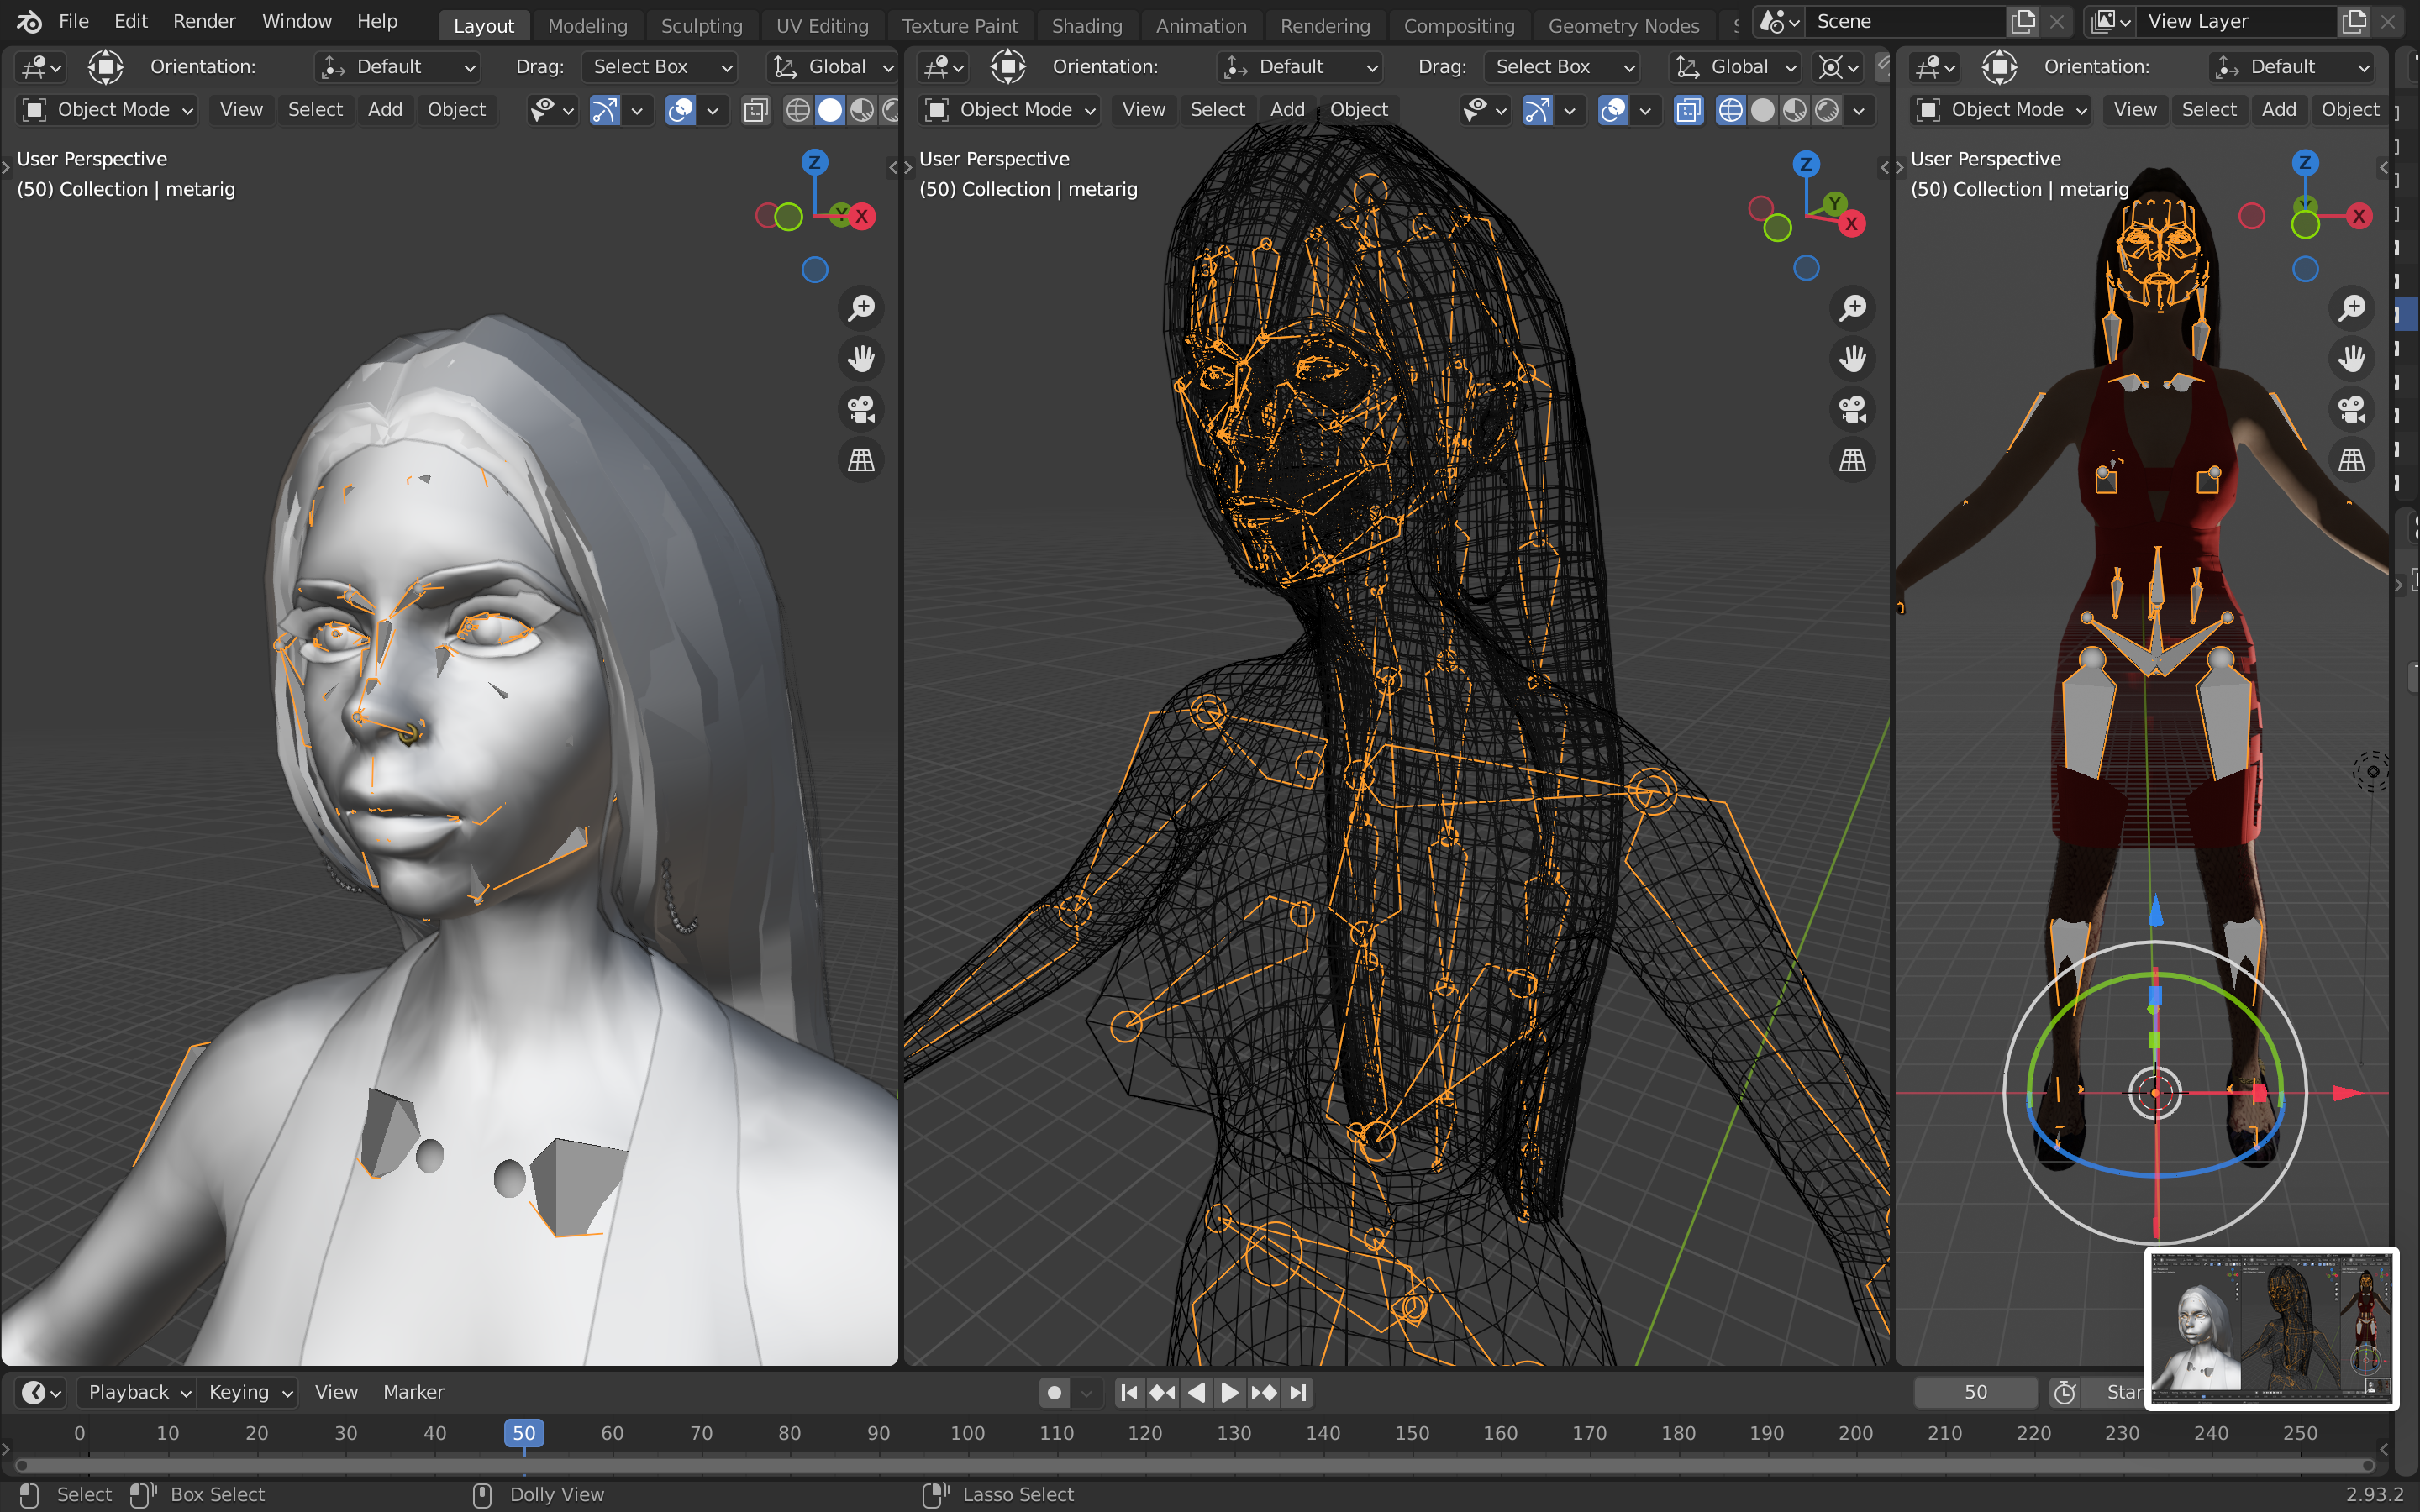 File Edit Render Window Help Layout Modeling Sculpting UV Editing Texture Paint Shading Animation Rendering Compositing Geometry Nodes Scene View Layer
Orientation: Default Drag: Select Box Global
Object Mode View Select Add Object
User Perspective
(50) Collection | metarig
Z
Y X
Orientation: Default Drag: Select Box Global
Object Mode View Select Add Object
User Perspective
(50) Collection | metarig
Z
Y
X
Orientation: Default
Object Mode View Select Add Object
User Perspective
(50) Collection | metarig
Z
Y
X
Playback Keying View Marker 50 Star
0 10 20 30 40 50 60 70 80 90 100 110 120 130 140 150 160 170 180 190 200 210 220 230 240 250
Select Box Select Dolly View Lasso Select 2.93.2